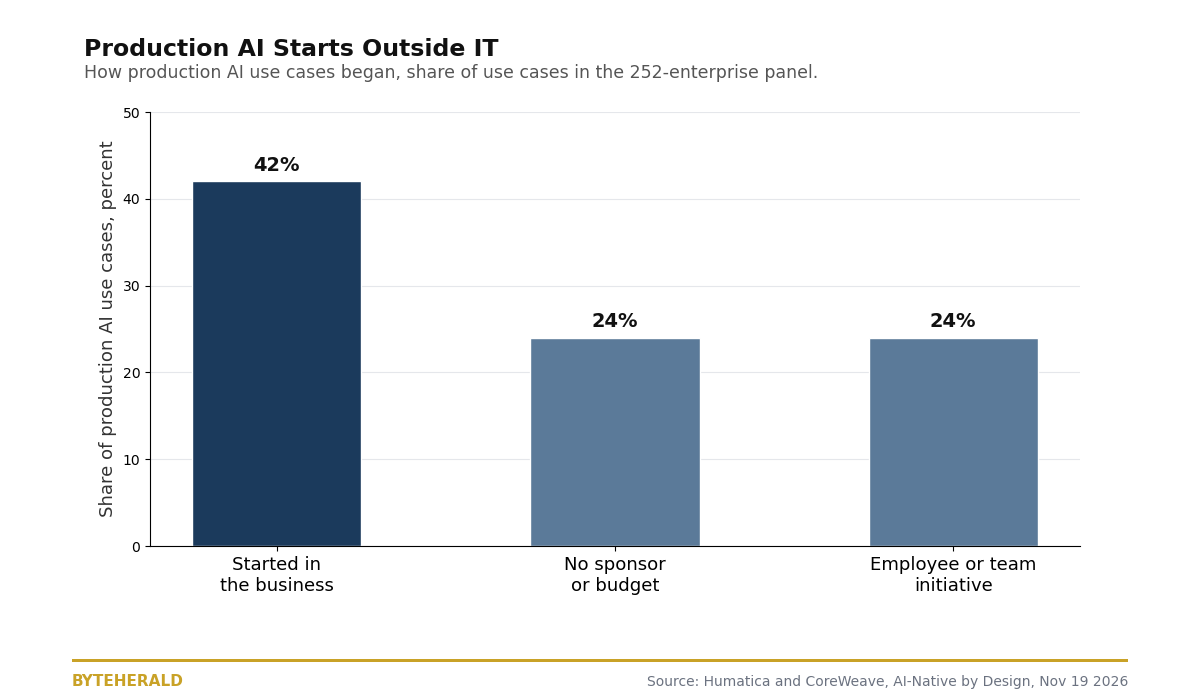 Production AI Starts Outside IT
How production AI use cases began, share of use cases in the 252-enterprise panel.
Share of production AI use cases, percent
50
40
30
20
10
0
42%
24%
24%
Started in
the business
No sponsor
or budget
Employee or team
initiative
BYTEHERALD
Source: Humatica and CoreWeave, AI-Native by Design, Nov 19 2026